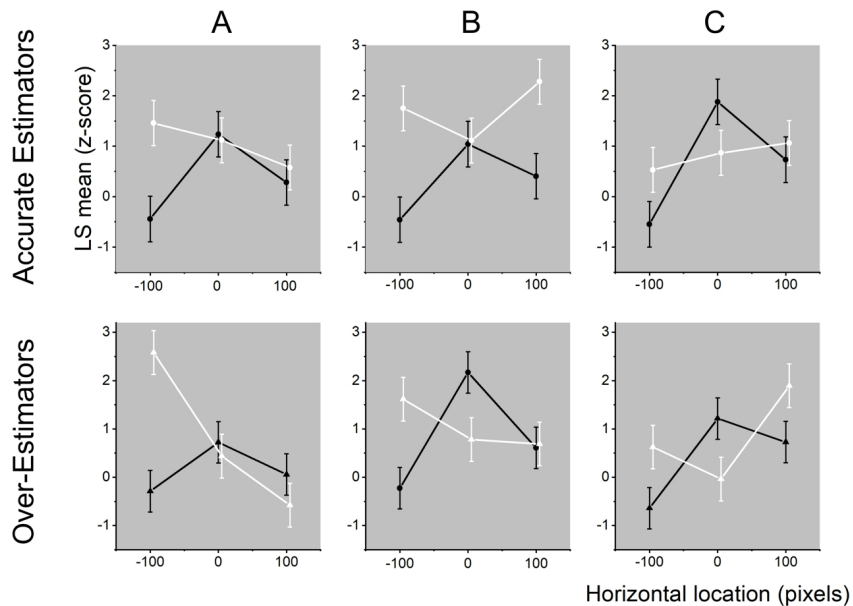 A B C
Accurate Estimators
LS mean (z-score)
3 3 3
2 2 2
1 1 1
0 0 0
-1 -1 -1
-100 0 100 -100 0 100 -100 0 100
Over-Estimators
3 3 3
2 2 2
1 1 1
0 0 0
-1 -1 -1
-100 0 100 -100 0 100 -100 0 100
Horizontal location (pixels)